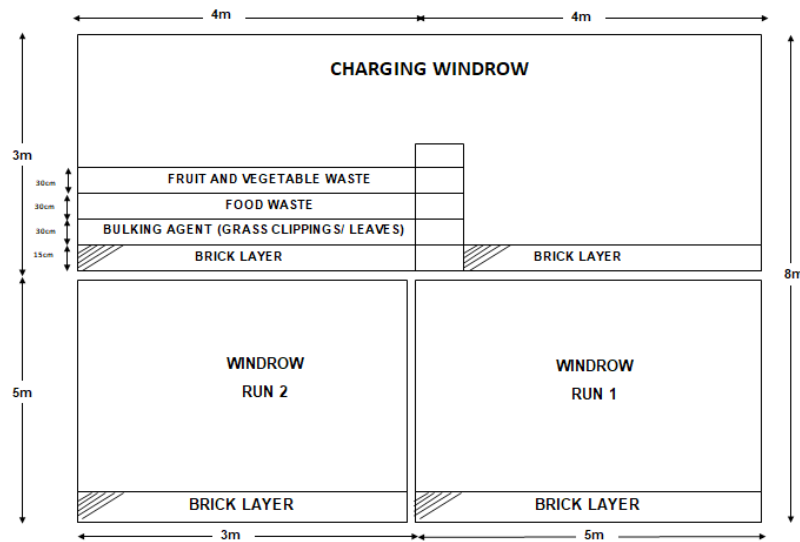 4m 4m
CHARGING WINDROW
3m
30cm FRUIT AND VEGETABLE WASTE
30cm FOOD WASTE
30cm BULKING AGENT (GRASS CLIPPINGS/ LEAVES)
15cm BRICK LAYER BRICK LAYER
8m
WINDROW
RUN 2
WINDROW
RUN 1
5m
BRICK LAYER BRICK LAYER
3m 5m